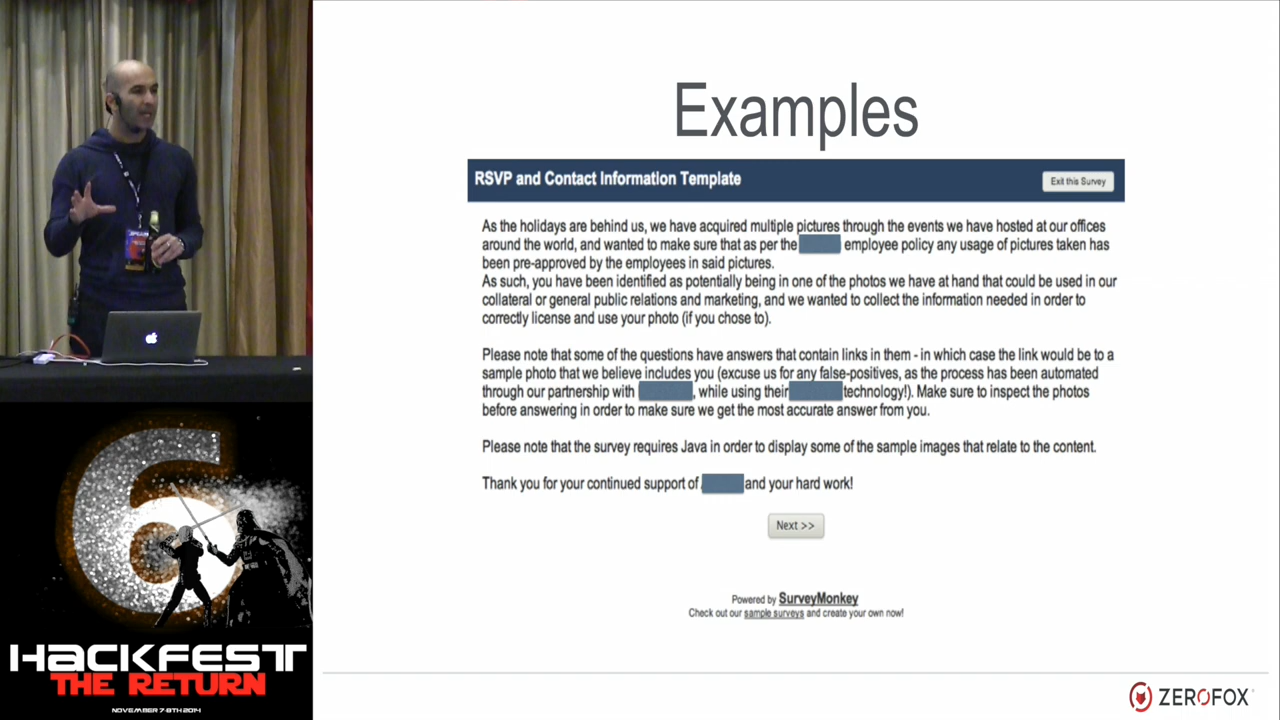 Examples
RSVP and Contact Information Template
Exit this Survey
As the holidays are behind us, we have acquired multiple pictures through the events we have hosted at our offices
around the world, and wanted to make sure that as per the employee policy any usage of pictures taken has
been pre-approved by the employees in said pictures.
As such, you have been identified as potentially being in one of the photos we have at hand that could be used in our
collateral or general public relations and marketing, and we wanted to collect the information needed in order to
correctly license and use your photo (if you chose to).
Please note that some of the questions have answers that contain links in them - in which case the link would be to a
sample photo that we believe includes you (excuse us for any false-positives, as the process has been automated
through our partnership with , while using their technology!). Make sure to inspect the photos
before answering in order to make sure we get the most accurate answer from you.
Please note that the survey requires Java in order to display some of the sample images that relate to the content.
Thank you for your continued support of and your hard work!
Next >>
Powered by SurveyMonkey
Check out our sample surveys and create your own now!
6
HACKFEST
THE RETURN
NOVEMBER 7-8TH 2014
ZEROFOX